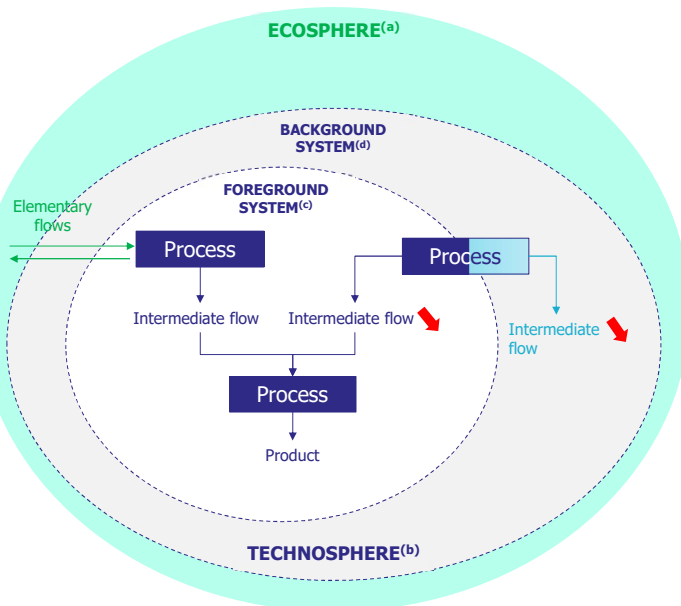 ECOSPHERE(a)
BACKGROUND
SYSTEM(d)
FOREGROUND
SYSTEM(c)
Elementary
flows
Process
Process
Intermediate flow
Intermediate flow
Intermediate
flow
Process
Product
TECHNOSPHERE(b)